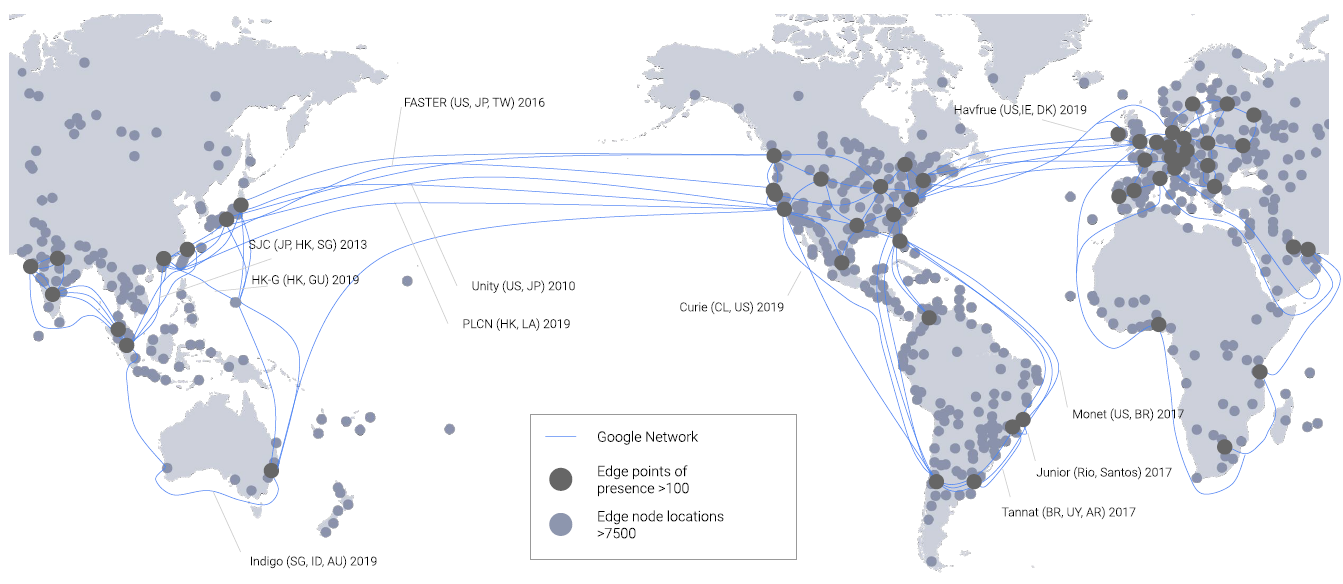 FASTER (US, JP, TW) 2016
Havfrue (US,IE, DK) 2019
SJC (JP, HK, SG) 2013
HK-G (HK, GU) 2019
Unity (US, JP) 2010
Curie (CL, US) 2019
PLCN (HK, LA) 2019
Monet (US, BR) 2017
Google Network
Edge points of
presence >100
Edge node locations
>7500
Junior (Rio, Santos) 2017
Tannat (BR, UY, AR) 2017
Indigo (SG, ID, AU) 2019